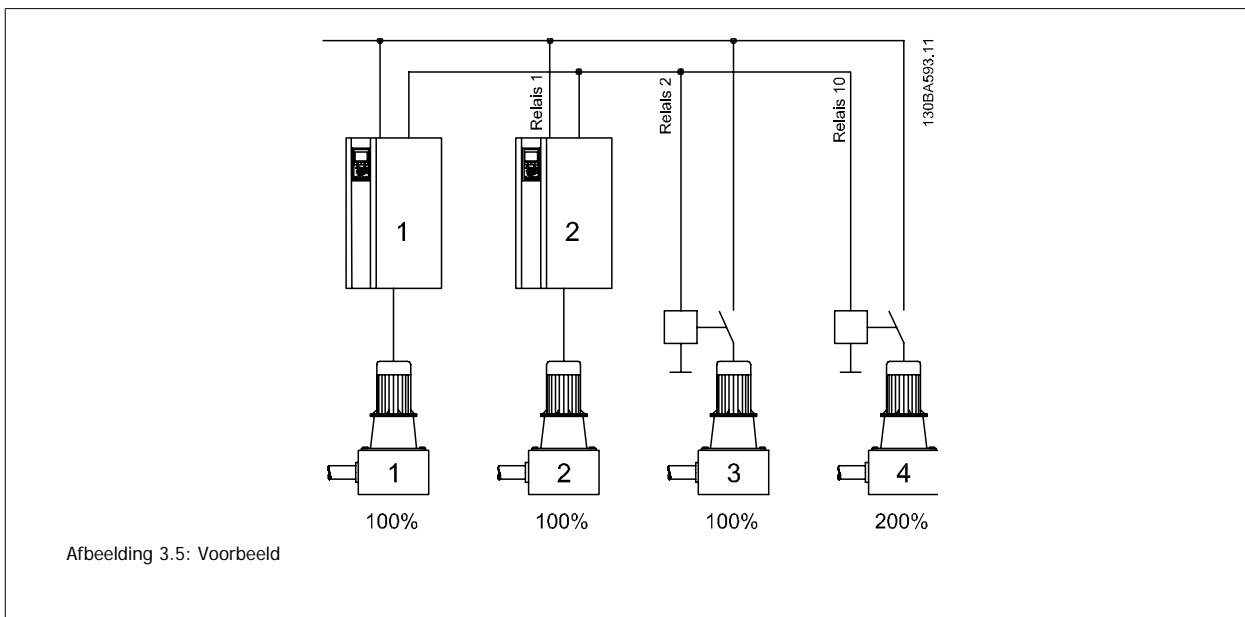 130BA593.11
Relais 1
Relais 2
Relais 10
1
2
1
2
3
4
100%
100%
100%
200%
Afbeelding 3.5: Voorbeeld